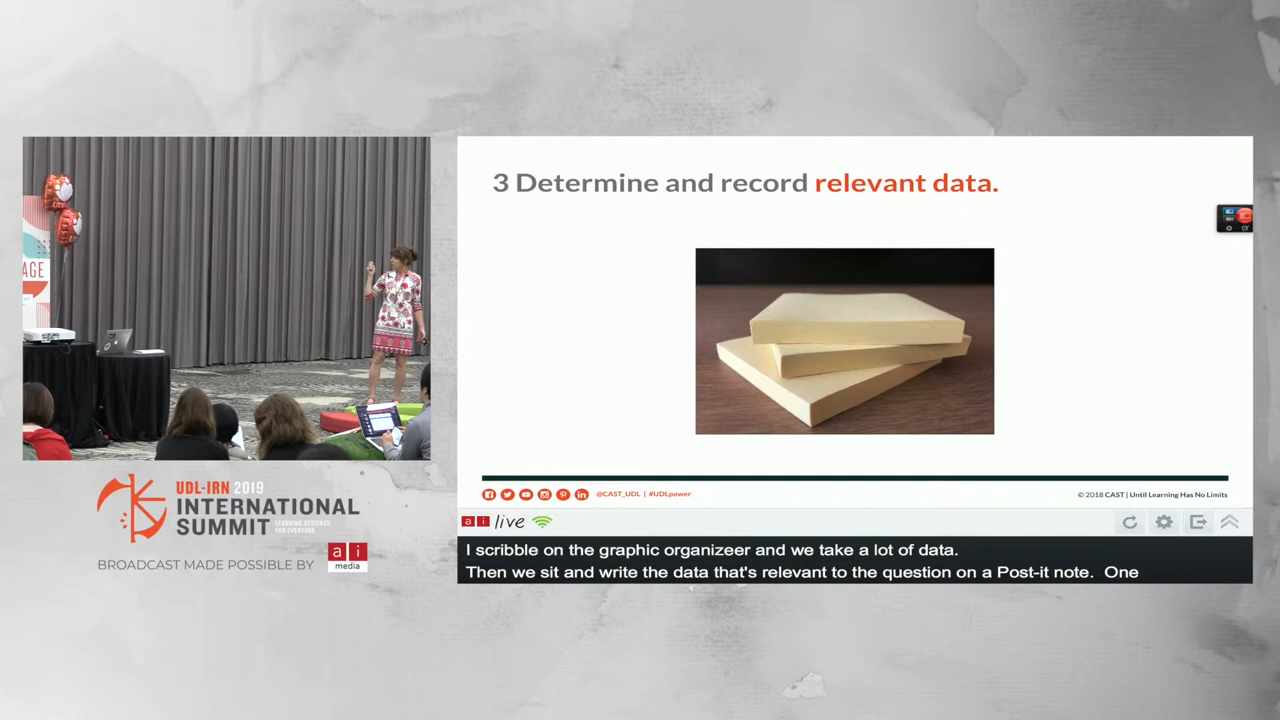 3 Determine and record relevant data.
AGE
UDL-IRN 2019
INTERNATIONAL
SUMMIT
LEARNING DESIGNED
FOR EVERYONE
BROADCAST MADE POSSIBLE BY
a i
media
@CAST_UDL | #UDLpower
© 2018 CAST | Until Learning Has No Limits
a i live
I scribble on the graphic organizeer and we take a lot of data.
Then we sit and write the data that's relevant to the question on a Post-it note. One